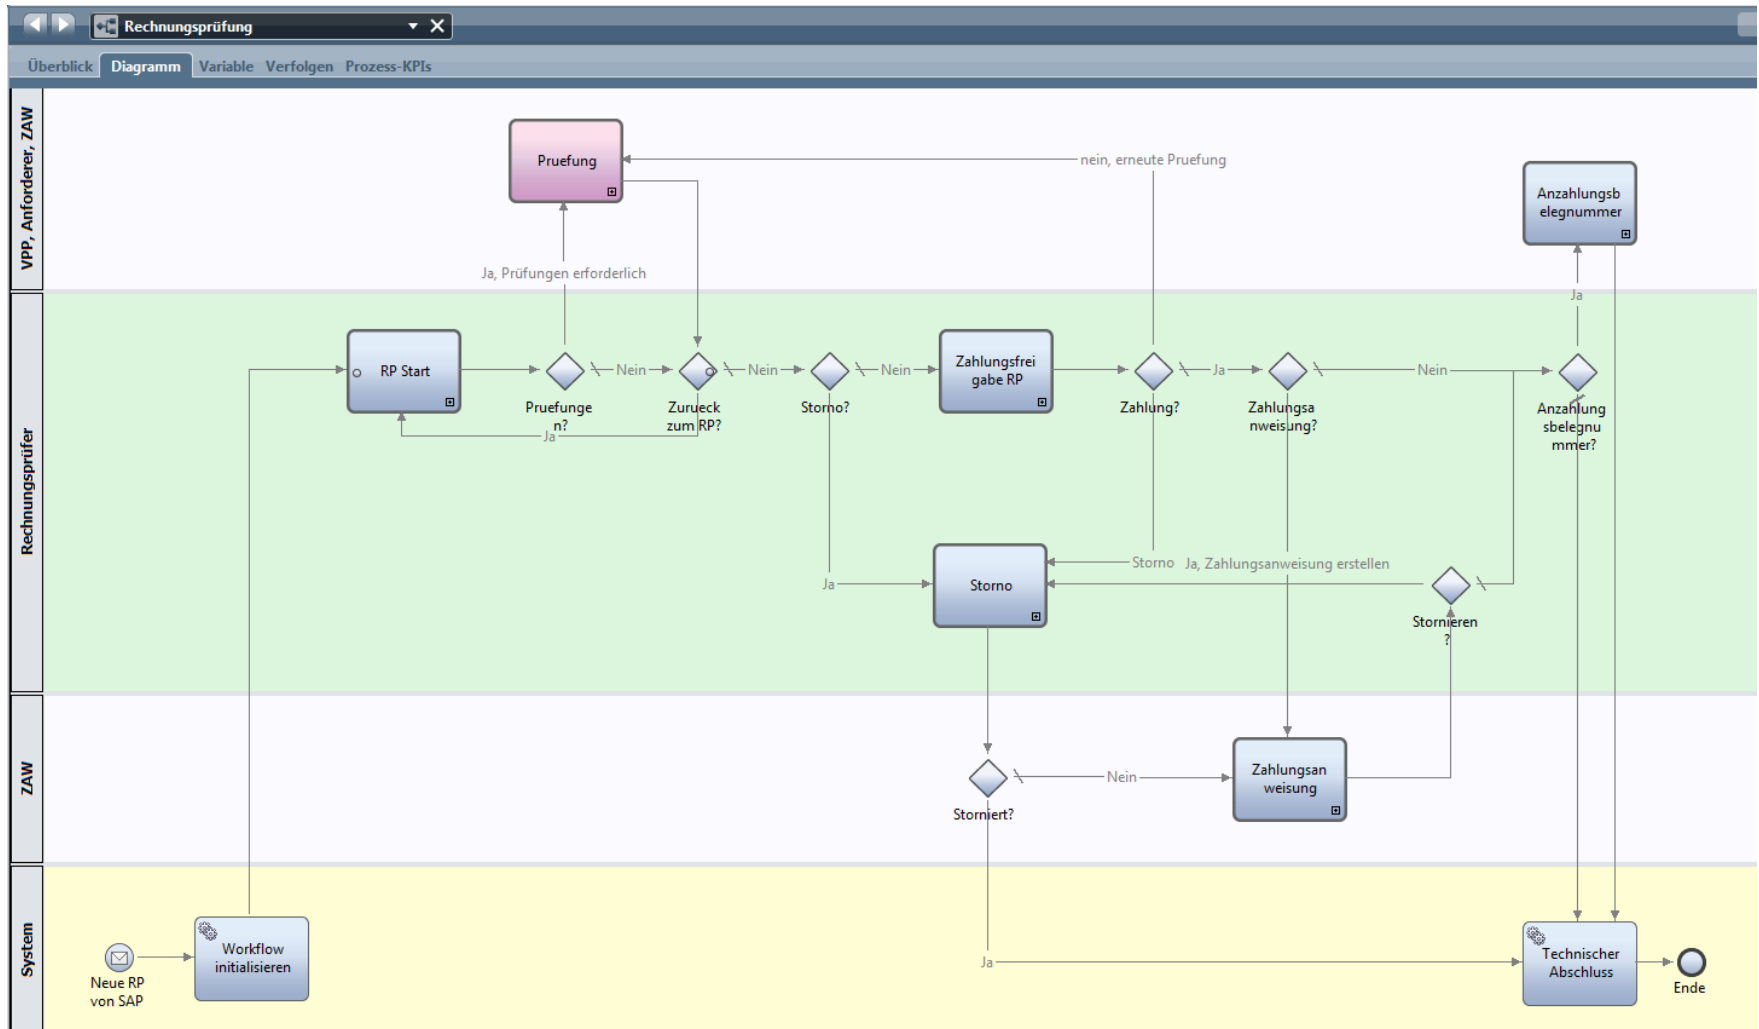 Rechnungsprüfung
Überblick
Diagramm
Variable
Verfolgen
Prozess-KPIs
VPP, Anforderer, ZAW
Pruefung
nein, erneute Pruefung
Anzahlungsb
elegnummer
Ja, Prüfungen erforderlich
Ja
Rechnungsprüfer
RP Start
Nein
Nein
Nein
Zahlungsfrei
gabe RP
Ja
Nein
Pruefunge
n?
Zurueck
zum RP?
Storno?
Zahlung?
Zahlungsa
nweisung?
Anzahlung
sbelegnu
mmer?
Ja
Storno
Ja, Zahlungsanweisung erstellen
Ja
Storno
Stornieren
?
ZAW
Storniert?
Nein
Zahlungsan
weisung
System
Neue RP
von SAP
Workflow
initialisieren
Ja
Technischer
Abschluss
Ende